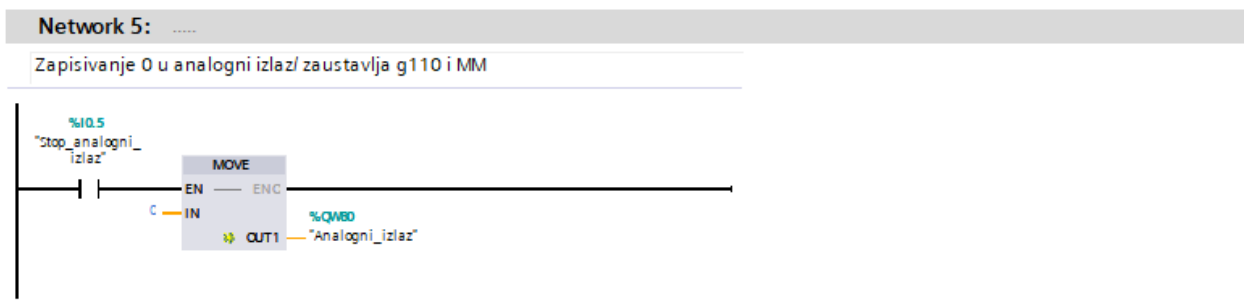 Network 5: .....
Zapisivanje 0 u analogni izlaz/ zaustavlja g110 i MM
%I0.5
"Stop_analogni_
izlaz"
MOVE
EN ENO
IN
%QW80
OUT1 "Analogni_izlaz"